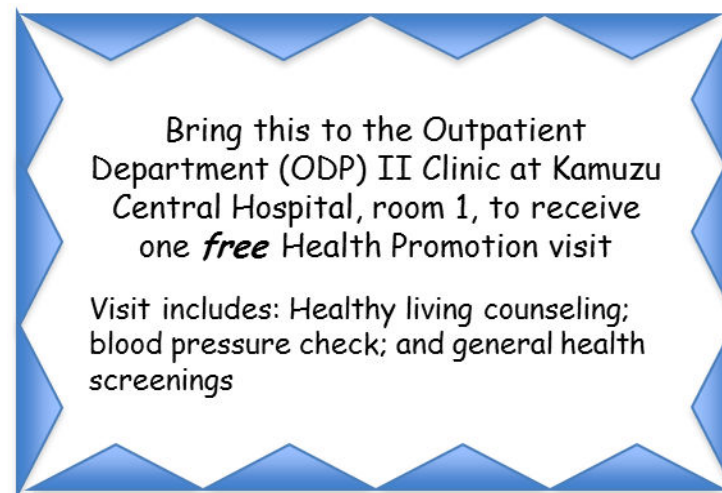 Bring this to the Outpatient
Department (ODP) II Clinic at Kamuzu
Central Hospital, room 1, to receive
one free Health Promotion visit
Visit includes: Healthy living counseling;
blood pressure check; and general health
screenings